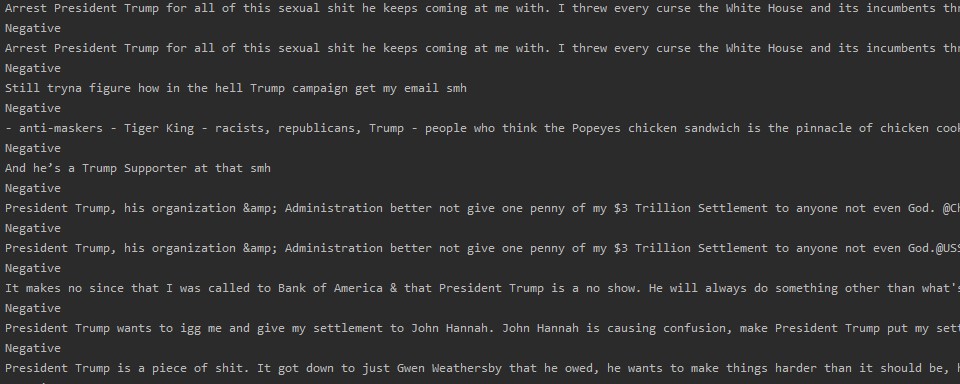 Arrest President Trump for all of this sexual shit he keeps coming at me with. I threw every curse the White House and its incumbents
Negative
Arrest President Trump for all of this sexual shit he keeps coming at me with. I threw every curse the White House and its incumbents
Negative
Still tryna figure how in the hell Trump campaign get my email smh
Negative
- anti-maskers - Tiger King - racists, republicans, Trump - people who think the Popeyes chicken sandwich is the pinnacle of chicken
Negative
And he’s a Trump Supporter at that smh
Negative
President Trump, his organization &amp; Administration better not give one penny of my $3 Trillion Settlement to anyone not even God.
Negative
President Trump, his organization &amp; Administration better not give one penny of my $3 Trillion Settlement to anyone not even God.@USS
Negative
It makes no since that I was called to Bank of America & that President Trump is a no show. He will always do something other than what's
Negative
President Trump wants to igg me and give my settlement to John Hannah. John Hannah is causing confusion, make President Trump put my
Negative
President Trump is a piece of shit. It got down to just Gwen Weathersby that he owed, he wants to make things harder than it should be,